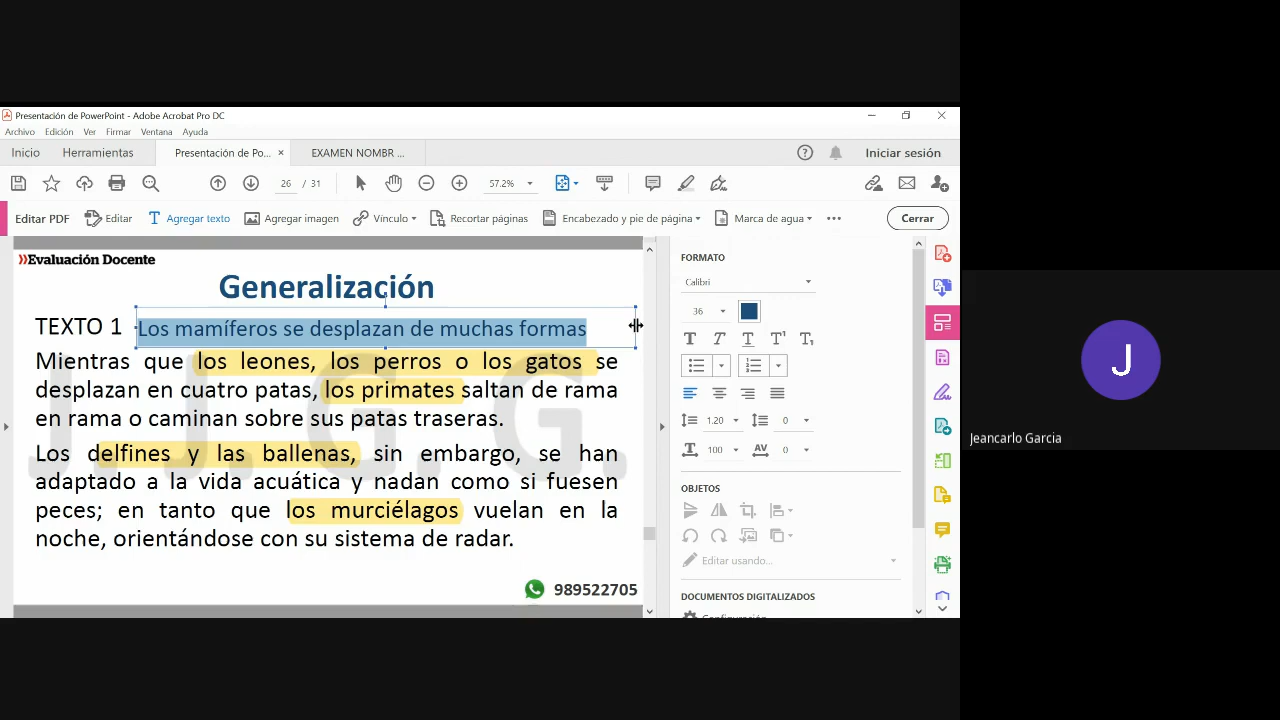 Presentación de PowerPoint - Adobe Acrobat Pro DC
Archivo Edición Ver Firmar Ventana Ayuda
Inicio Herramientas Presentación de Po... × EXAMEN NOMBR ... Iniciar sesión
26 / 31 57.2%
Editar PDF Editar Agregar texto Agregar imagen Vínculo Recortar páginas Encabezado y pie de página Marca de agua Cerrar
»Evaluación Docente
Generalización
TEXTO 1 Los mamíferos se desplazan de muchas formas
Mientras que los leones, los perros o los gatos se
desplazan en cuatro patas, los primates saltan de rama
en rama o caminan sobre sus patas traseras.
Los delfines y las ballenas, sin embargo, se han
adaptado a la vida acuática y nadan como si fuesen
peces; en tanto que los murciélagos vuelan en la
noche, orientándose con su sistema de radar.
J. J. G. G.
989522705
FORMATO
Calibri
36
T T T T¹ T₁
1.20 0
100 AV 0
OBJETOS
Editar usando...
DOCUMENTOS DIGITALIZADOS
Configuración
J
Jeancarlo Garcia